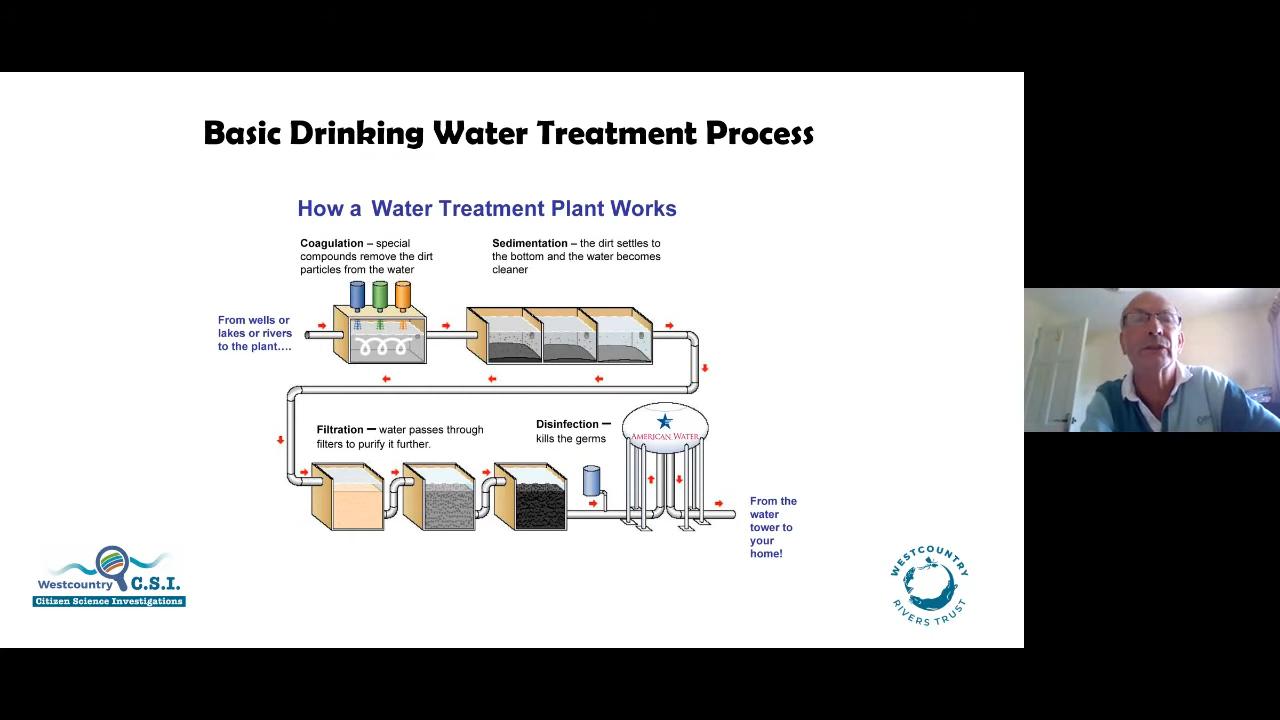 Basic Drinking Water Treatment Process
How a Water Treatment Plant Works
Coagulation – special
compounds remove the dirt
particles from the water
Sedimentation – the dirt settles to
the bottom and the water becomes
cleaner
From wells or
lakes or rivers
to the plant....
Filtration – water passes through
filters to purify it further.
Disinfection –
kills the germs
AMERICAN WATER
From the
water
tower to
your
home!
Westcountry C.S.I.
Citizen Science Investigations
WESTCOUNTRY
RIVERS TRUST